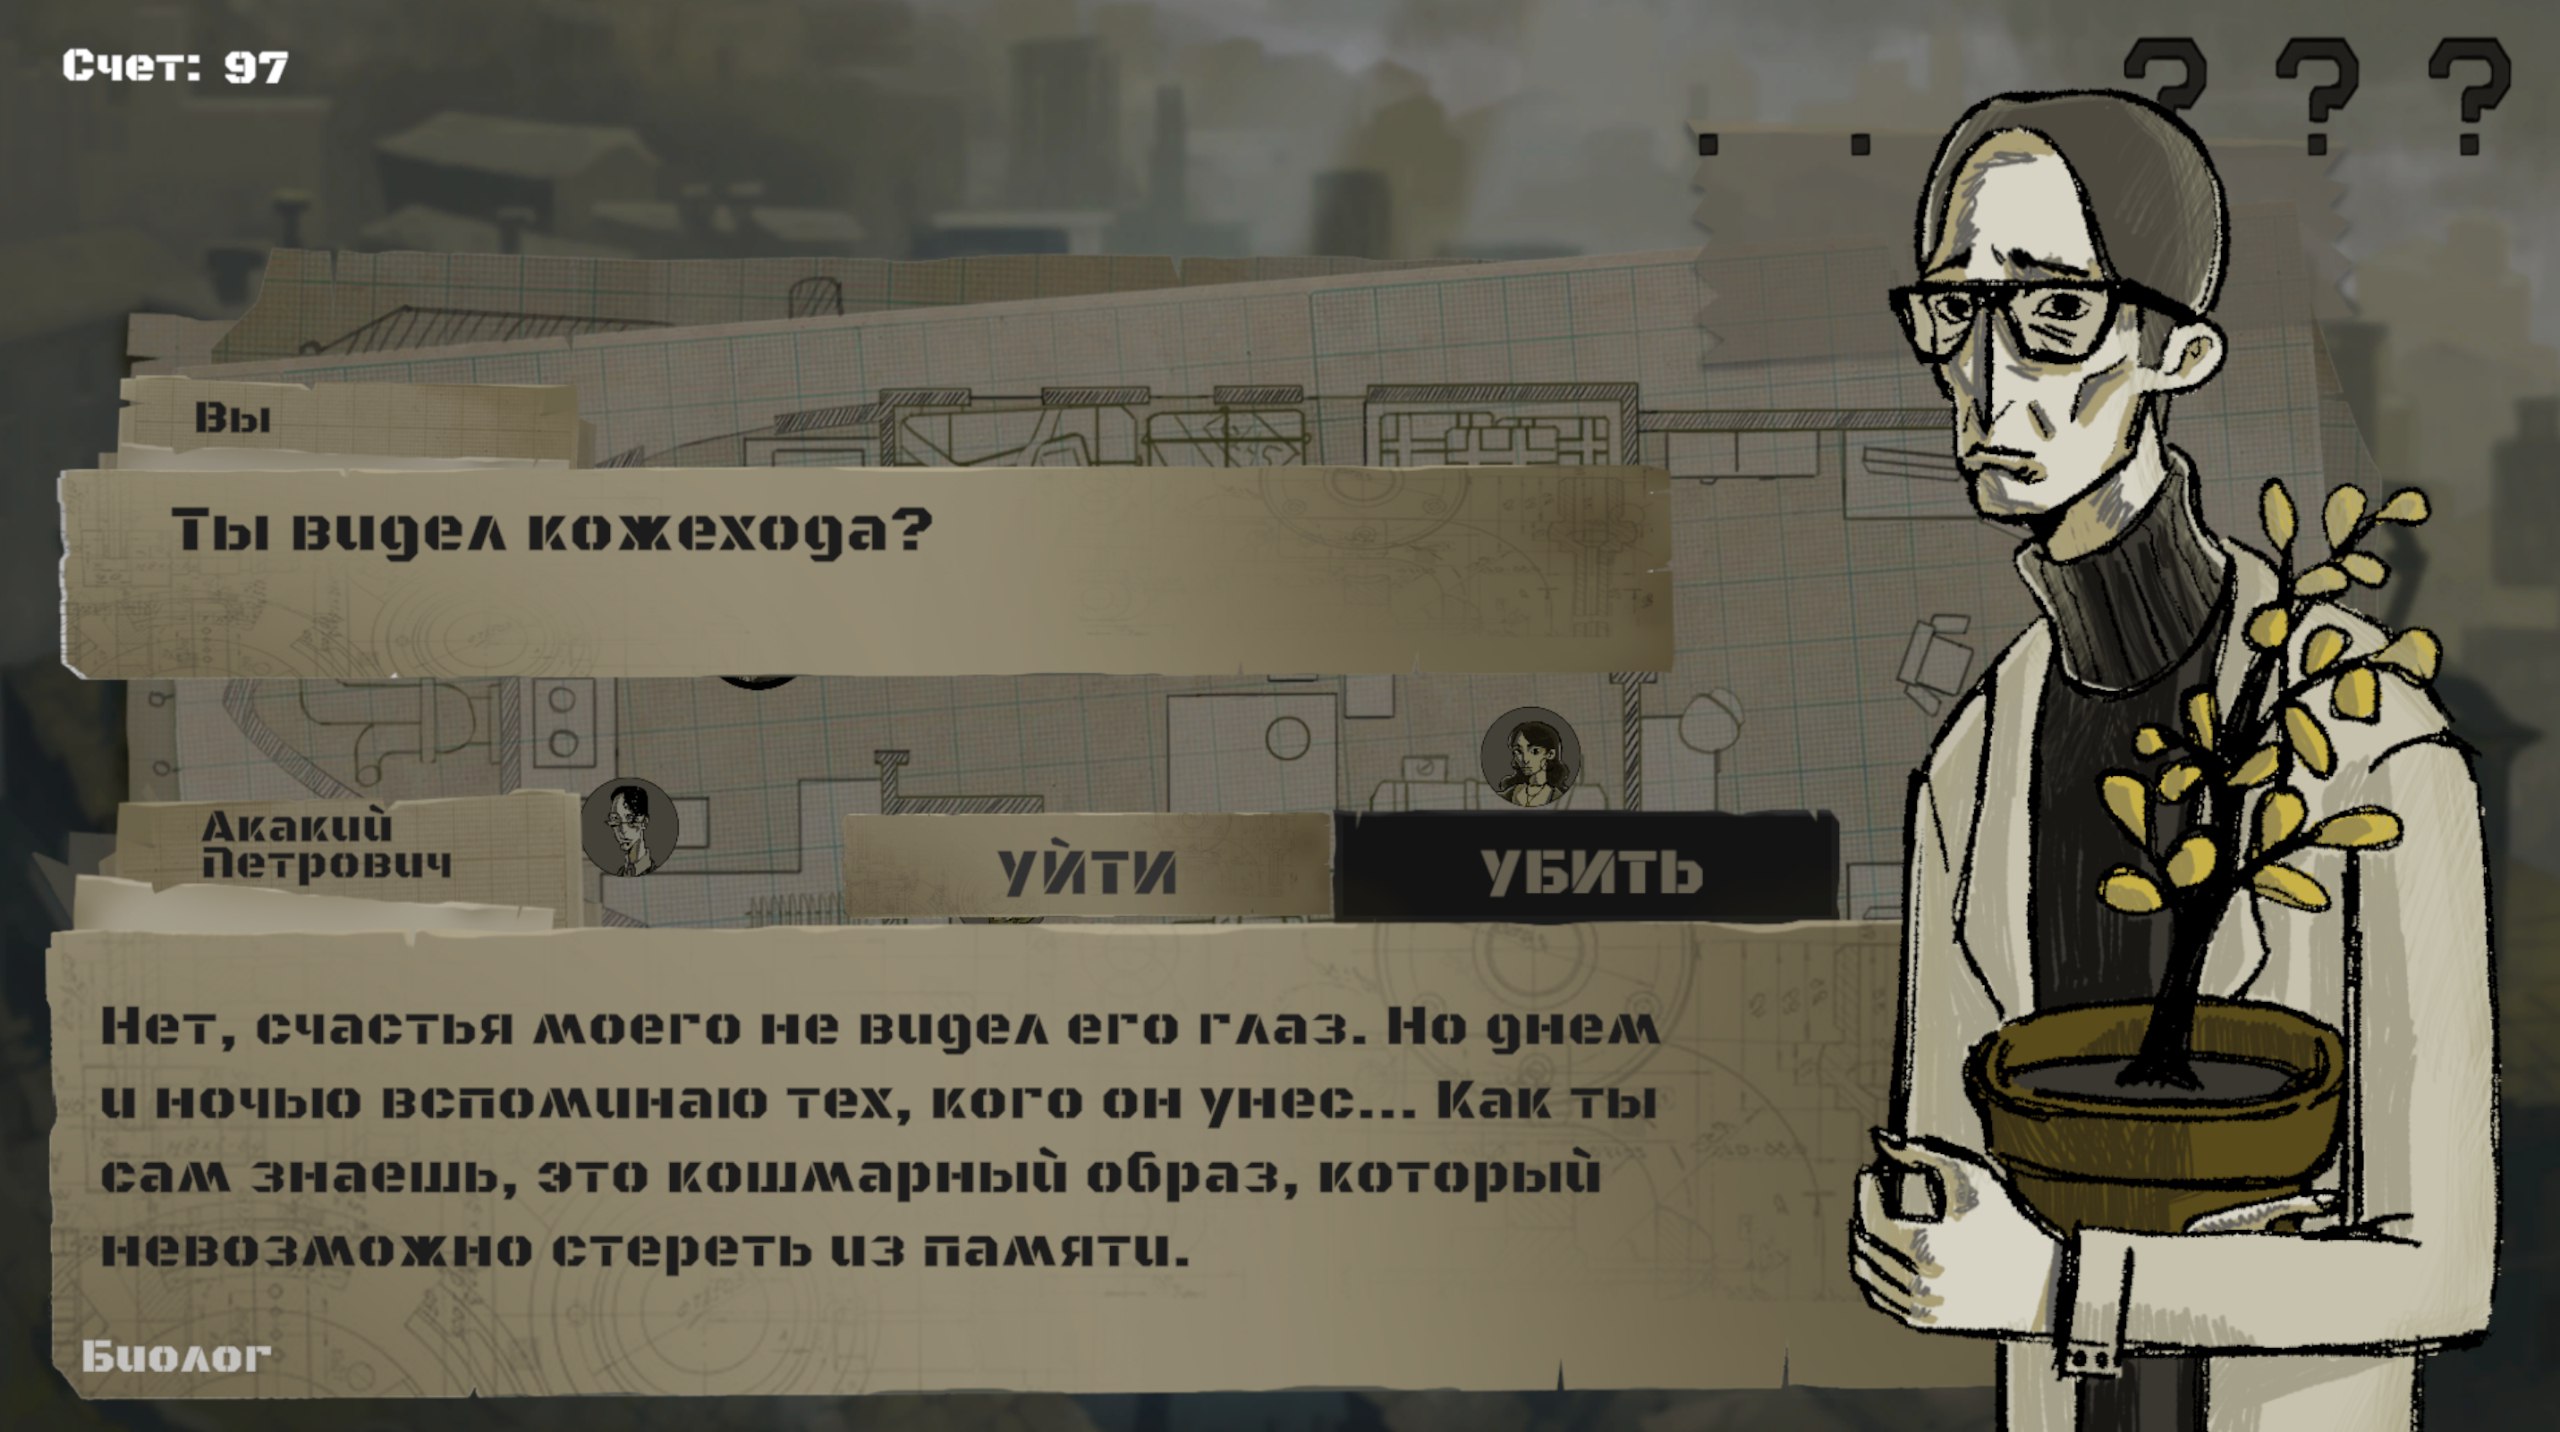 Счет: 97
? ? ?
Вы
Ты видел кожехода?
Акакий
Петрович
УЙТИ
УБИТЬ
Нет, счастья моего не видел его глаз. Но днем
и ночью вспоминаю тех, кого он унес... Как ты
сам знаешь, это кошмарный образ, который
невозможно стереть из памяти.
Биолог